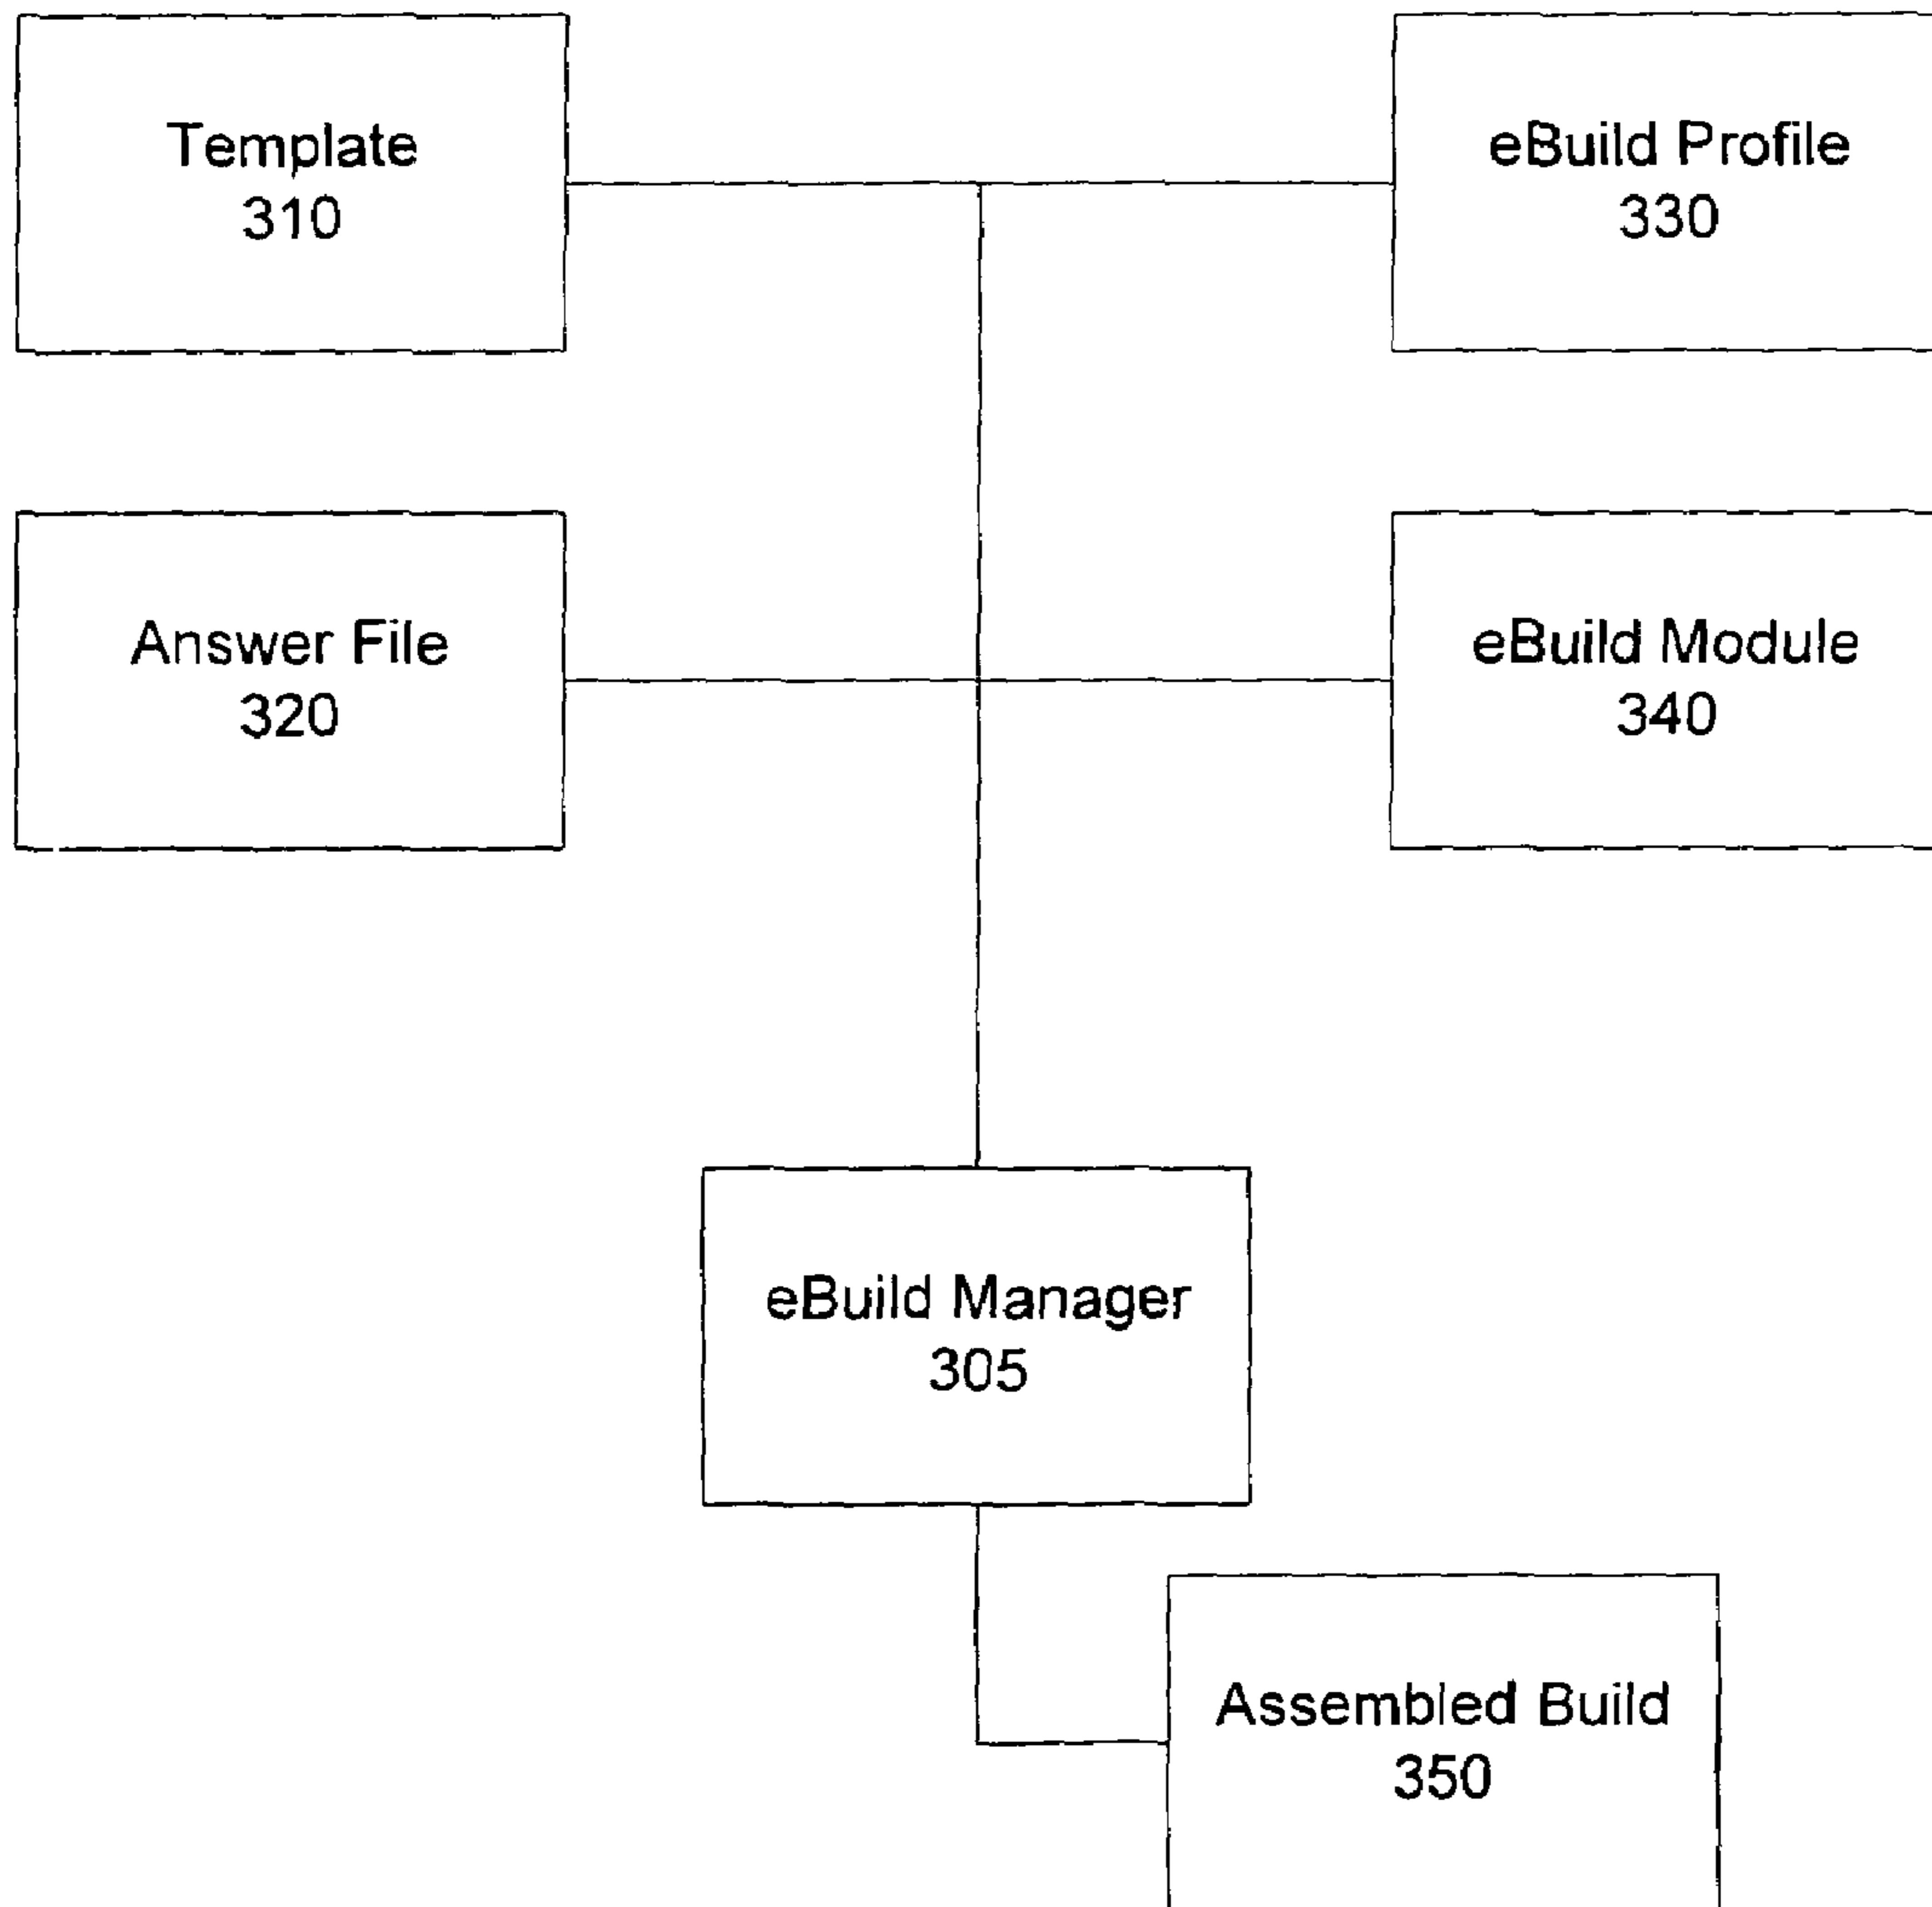 Template
310
eBuild Profile
330
Answer File
320
eBuild Module
340
eBuild Manager
305
Assembled Build
350